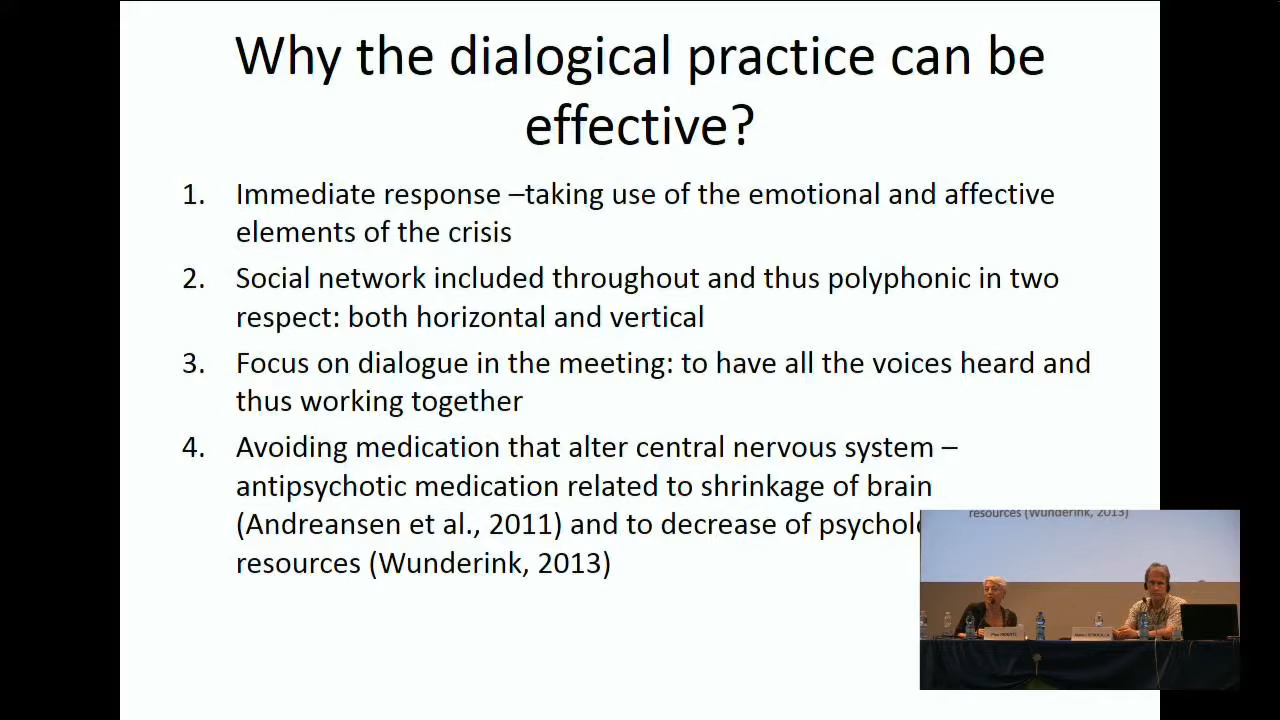 Why the dialogical practice can be
effective?
1. Immediate response –taking use of the emotional and affective
elements of the crisis
2. Social network included throughout and thus polyphonic in two
respect: both horizontal and vertical
3. Focus on dialogue in the meeting: to have all the voices heard and
thus working together
4. Avoiding medication that alter central nervous system –
antipsychotic medication related to shrinkage of brain
(Andreansen et al., 2011) and to decrease of
resources (Wunderink, 2013)
resources (Wunderink, 2013)